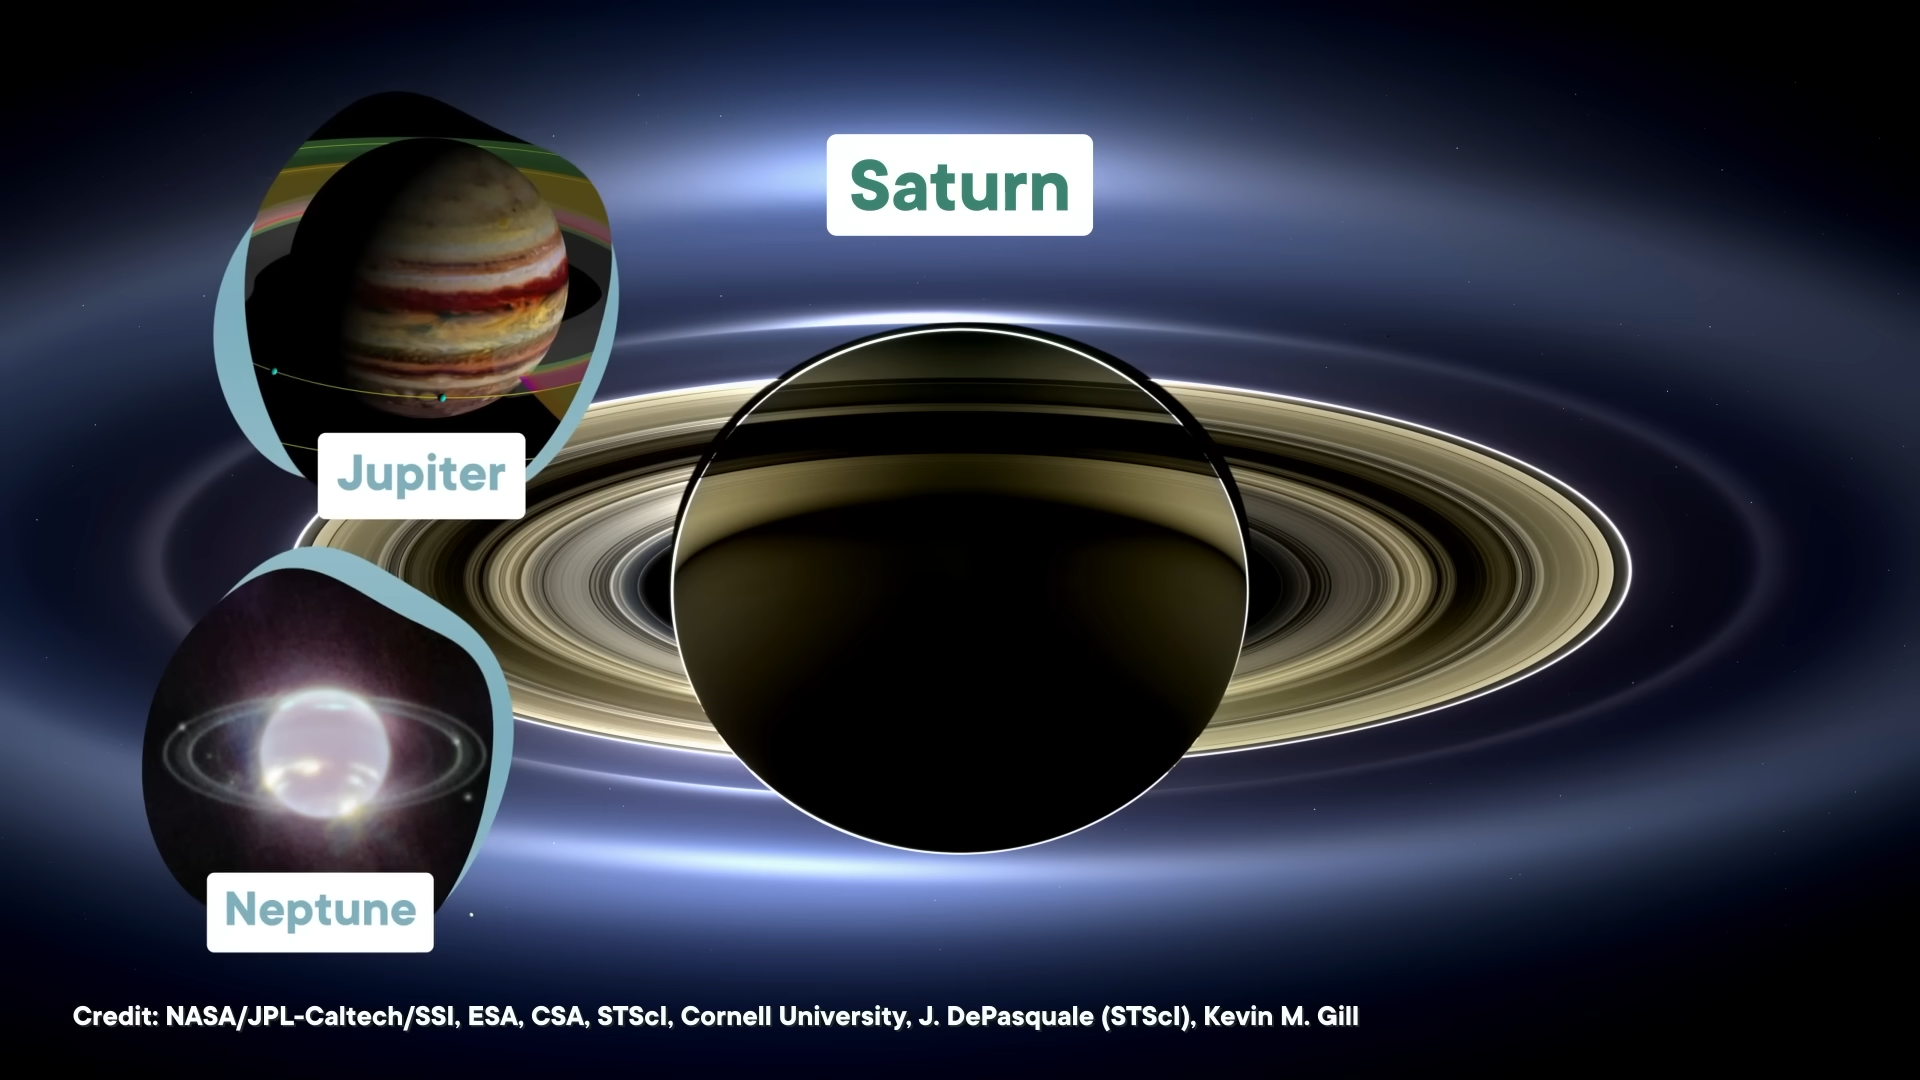 Saturn
Jupiter
Neptune
Credit: NASA/JPL-Caltech/SSI, ESA, CSA, STScI, Cornell University, J. DePasquale (STScI), Kevin M. Gill